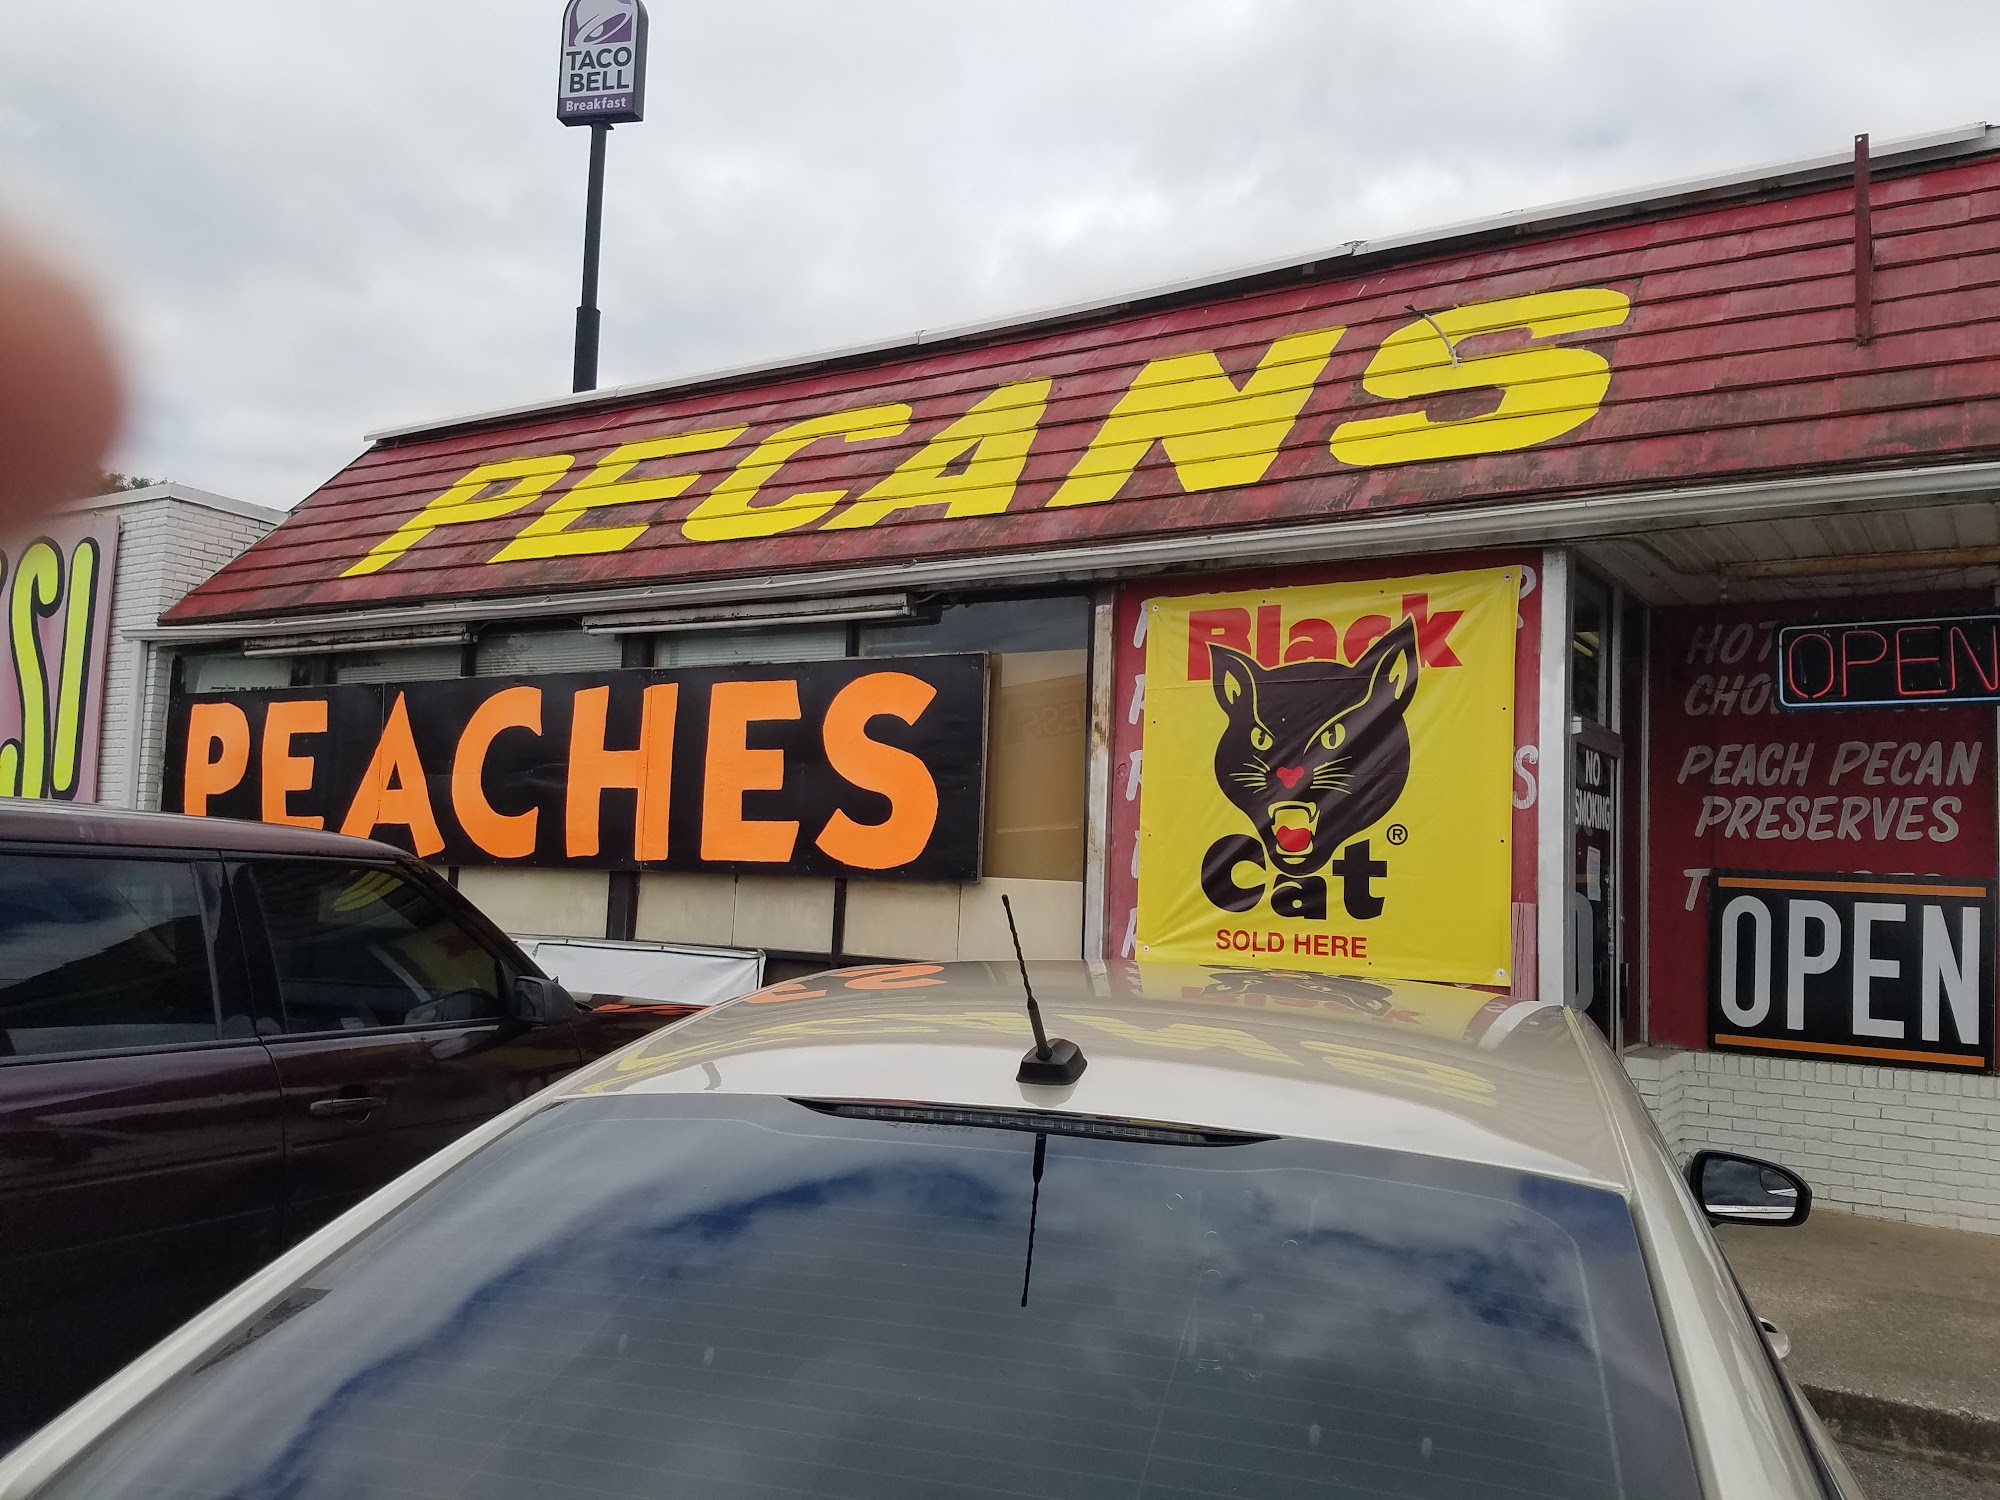 TACO
BELL
Breakfast
PECANS
PEACHES
Black
Cat®
SOLD HERE
NO
SMOKING
HOT
OPEN
PEACH PECAN
PRESERVES
OPEN